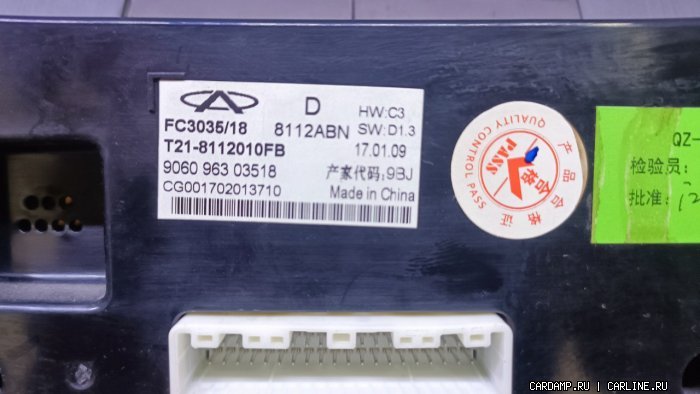 D
HW:C3
FC3035/18
8112ABN
SW:D1.3
T21-8112010FB
17.01.09
9060 963 03518
产家代码:9BJ
CG001702013710
Made in China
QUALITY CONTROL PASS
PASS
合格
产品合格证
QZ-
检验员:
批准:
CARDAMP.RU | CARLINE.RU